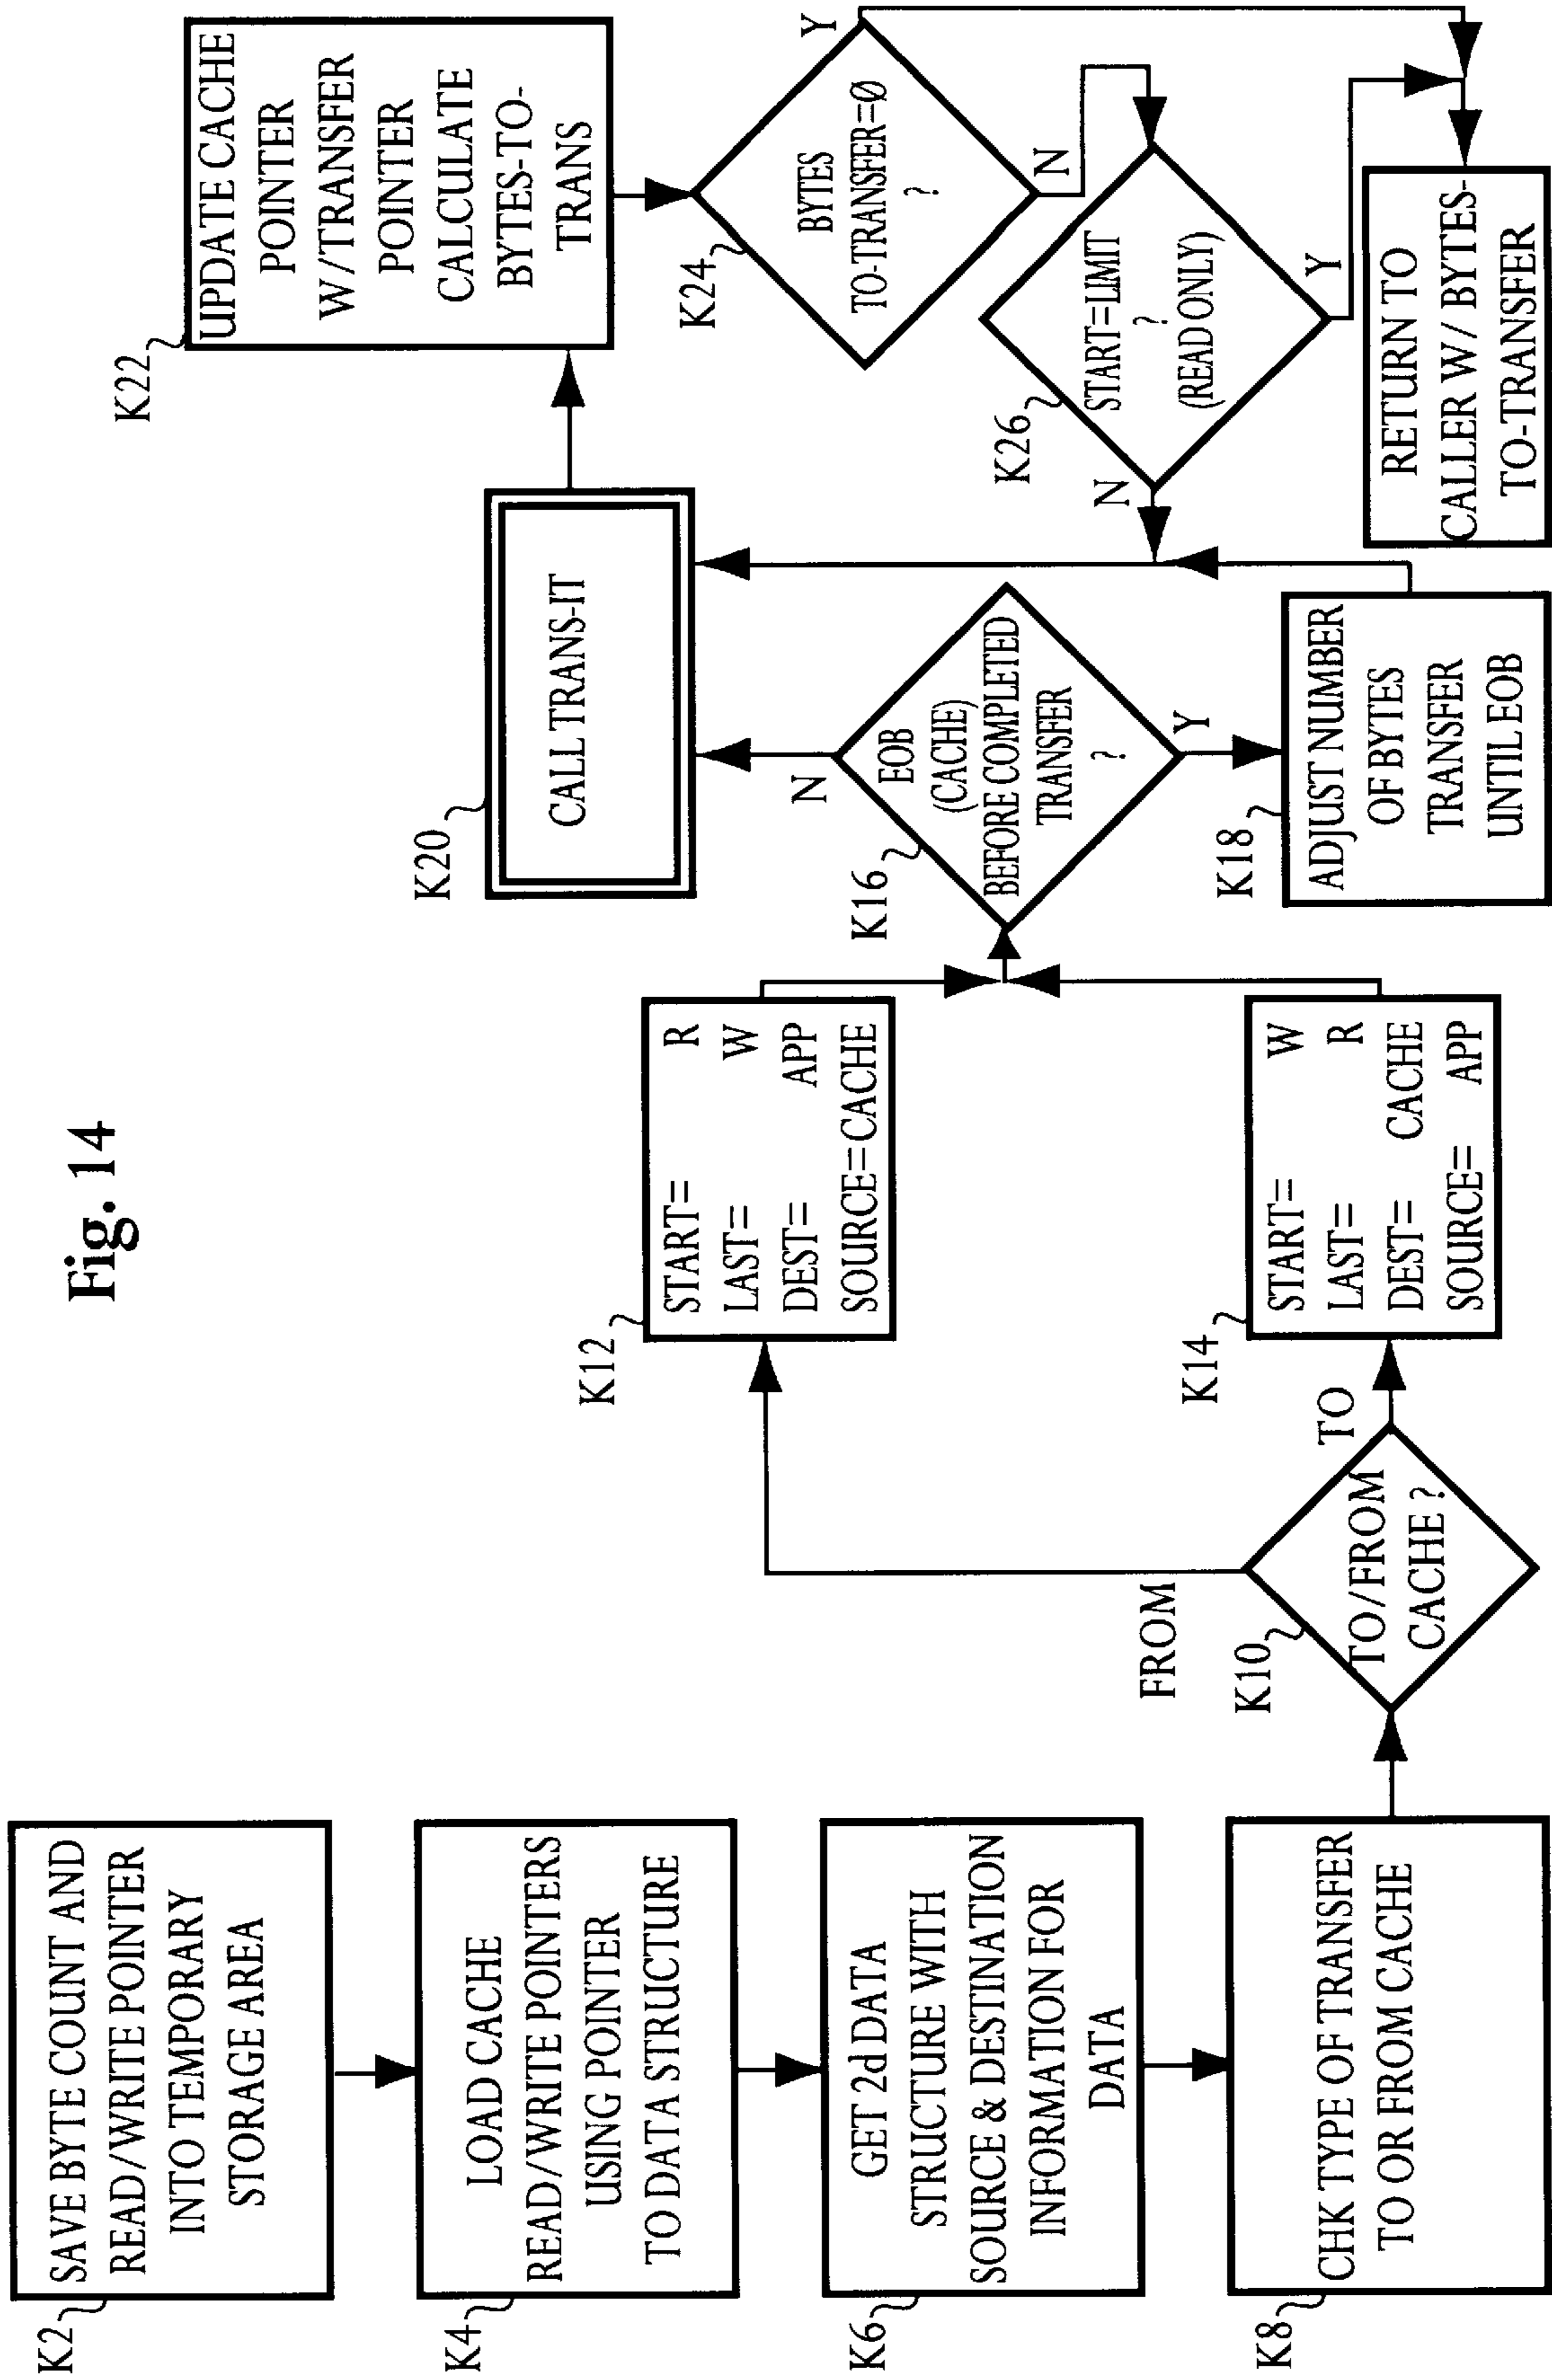 Fig. 14
K2
SAVE BYTE COUNT AND
READ/WRITE POINTER
INTO TEMPORARY
STORAGE AREA
K4
LOAD CACHE
READ/WRITE POINTERS
USING POINTER
TO DATA STRUCTURE
K6
GET 2d DATA
STRUCTURE WITH
SOURCE & DESTINATION
INFORMATION FOR
DATA
K8
CHK TYPE OF TRANSFER
TO OR FROM CACHE
K10
TO/FROM
CACHE ?
FROM
TO
K12
START= R
LAST= W
DEST= APP
SOURCE=CACHE
K14
START= W
LAST= R
DEST= CACHE
SOURCE= APP
K16
EOB
(CACHE)
BEFORE COMPLETED
TRANSFER
?
N
Y
K18
ADJUST NUMBER
OF BYTES
TRANSFER
UNTIL EOB
K20
CALL TRANS-IT
K22
UPDATE CACHE
POINTER
W/TRANSFER
POINTER
CALCULATE
BYTES-TO-
TRANS
K24
BYTES
TO-TRANSFER=Ø
?
Y
N
K26
START=LIMIT
?
(READ ONLY)
N
Y
RETURN TO
CALLER W/ BYTES-
TO-TRANSFER